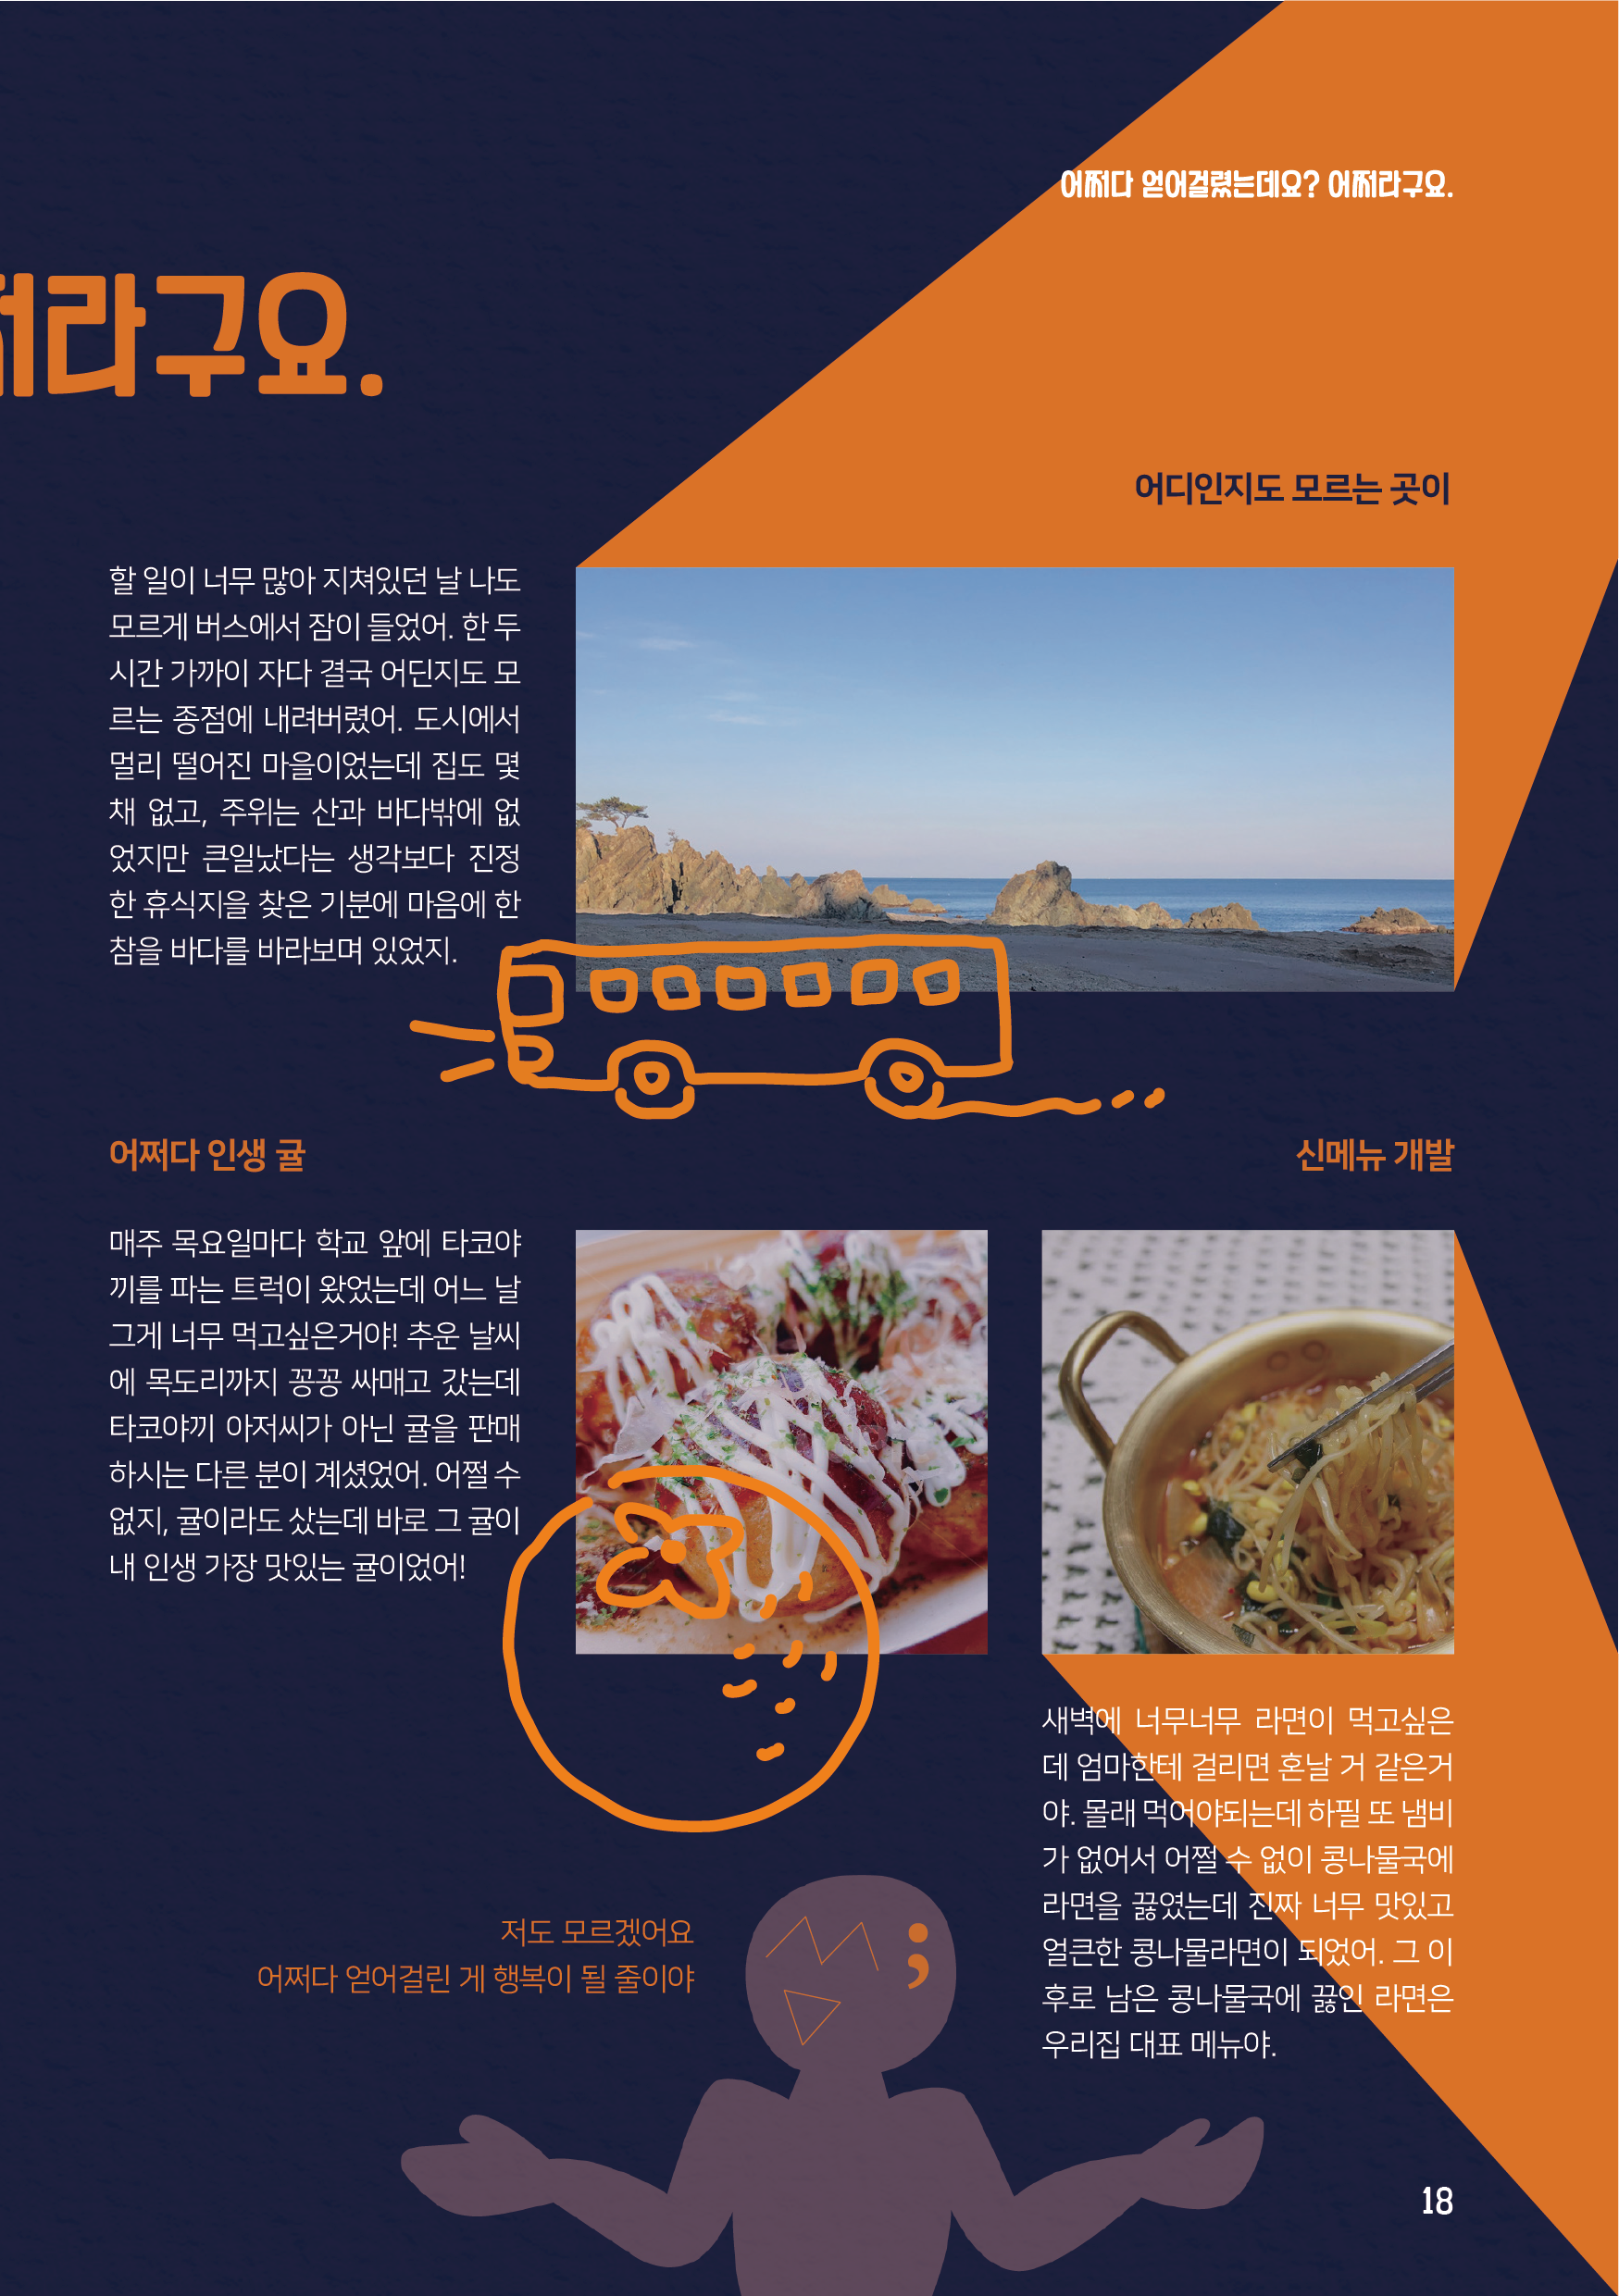 어쩌다 얻어걸렸는데요? 어쩌라구요.
쩌라구요.
어디인지도 모르는 곳이
할 일이 너무 많아 지쳐있던 날 나도
모르게 버스에서 잠이 들었어. 한 두
시간 가까이 자다 결국 어딘지도 모
르는 종점에 내려버렸어. 도시에서
멀리 떨어진 마을이었는데 집도 몇
채 없고, 주위는 산과 바다밖에 없
었지만 큰일났다는 생각보다 진정
한 휴식지을 찾은 기분에 마음에 한
참을 바다를 바라보며 있었지.
어쩌다 인생 귤
매주 목요일마다 학교 앞에 타코야
끼를 파는 트럭이 왔었는데 어느 날
그게 너무 먹고싶은거야! 추운 날씨
에 목도리까지 꽁꽁 싸매고 갔는데
타코야끼 아저씨가 아닌 귤을 판매
하시는 다른 분이 계셨었어. 어쩔 수
없지, 귤이라도 샀는데 바로 그 귤이
내 인생 가장 맛있는 귤이었어!
신메뉴 개발
새벽에 너무너무 라면이 먹고싶은
데 엄마한테 걸리면 혼날 거 같은거
야. 몰래 먹어야되는데 하필 또 냄비
가 없어서 어쩔 수 없이 콩나물국에
라면을 끓였는데 진짜 너무 맛있고
얼큰한 콩나물라면이 되었어. 그 이
후로 남은 콩나물국에 끓인 라면은
우리집 대표 메뉴야.
저도 모르겠어요
어쩌다 얻어걸린 게 행복이 될 줄이야
;
18